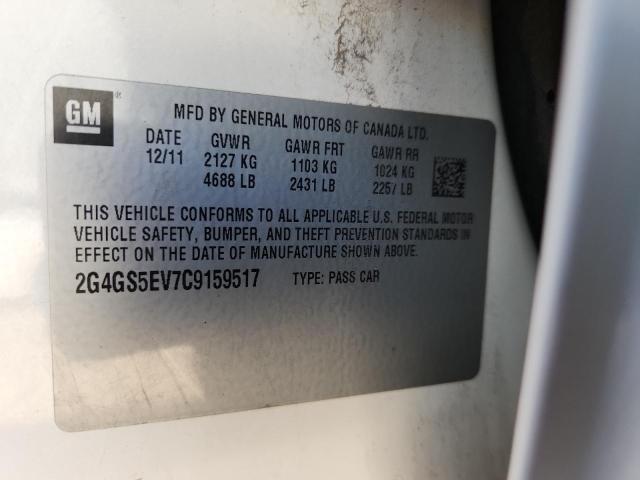 GM
MFD BY GENERAL MOTORS OF CANADA LTD.
DATE GVWR GAWR FRT GAWR RR
12/11 2127 KG 1103 KG 1024 KG
4688 LB 2431 LB 2257 LB
THIS VEHICLE CONFORMS TO ALL APPLICABLE U.S. FEDERAL MOTOR
VEHICLE SAFETY, BUMPER, AND THEFT PREVENTION STANDARDS IN
EFFECT ON THE DATE OF MANUFACTURE SHOWN ABOVE.
2G4GS5EV7C9159517 TYPE: PASS CAR